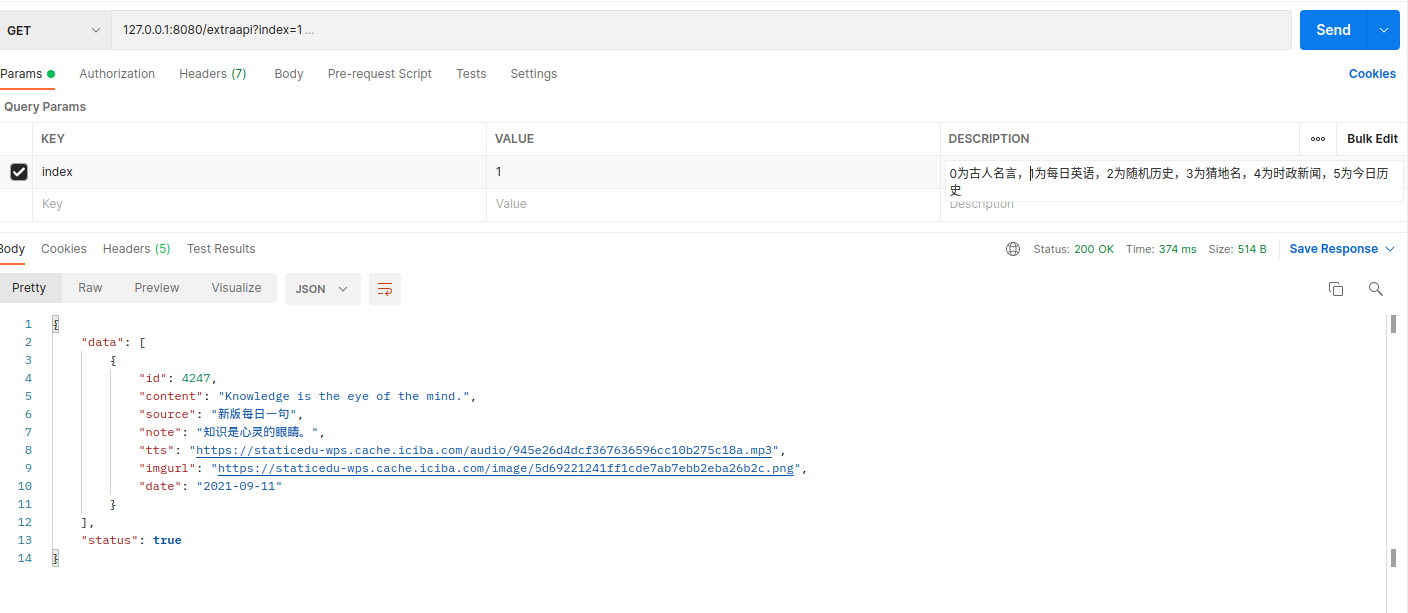 GET 127.0.0.1:8080/extraapi?index=1 ... Send
Params Authorization Headers (7) Body Pre-request Script Tests Settings Cookies
Query Params
KEY VALUE DESCRIPTION ooo Bulk Edit
index 1 0为古人名言，1为每日英语，2为随机历史，3为猜地名，4为时政新闻，5为今日历
史
Key Value Description
Body Cookies Headers (5) Test Results Status: 200 OK Time: 374 ms Size: 514 B Save Response
Pretty Raw Preview Visualize JSON
1 {
2 "data": [
3 {
4 "id": 4247,
5 "content": "Knowledge is the eye of the mind.",
6 "source": "新版每日一句",
7 "note": "知识是心灵的眼睛。",
8 "tts": "https://staticedu-wps.cache.iciba.com/audio/945e26d4dcf367636596cc10b275c18a.mp3",
9 "imgurl": "https://staticedu-wps.cache.iciba.com/image/5d69221241ff1cde7ab7ebb2eba26b2c.png",
10 "date": "2021-09-11"
11 }
12 ],
13 "status": true
14 }